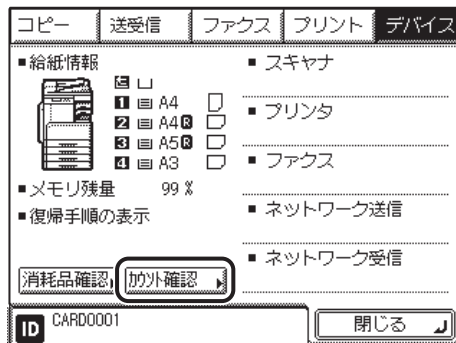 コピー 送受信 ファクス プリント デバイス
■給紙情報
1 A4
2 A4R
3 A5R
4 A3
■メモリ残量 99 %
■復帰手順の表示
消耗品確認 カウント確認
■ スキャナ
■ プリンタ
■ ファクス
■ ネットワーク送信
■ ネットワーク受信
ID CARD0001
閉じる